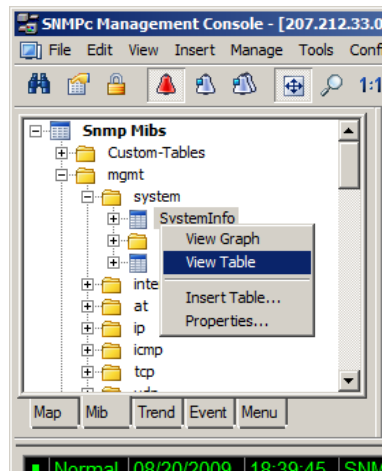 SNMPc Management Console - [207.212.33.0
File Edit View Insert Manage Tools Conf
1:1
Snmp Mibs
Custom-Tables
mgmt
system
SystemInfo
View Graph
View Table
Insert Table...
Properties...
inte
at
ip
icmp
tcp
Map Mib Trend Event Menu
Normal 08/20/2009 18:39:45 SNM